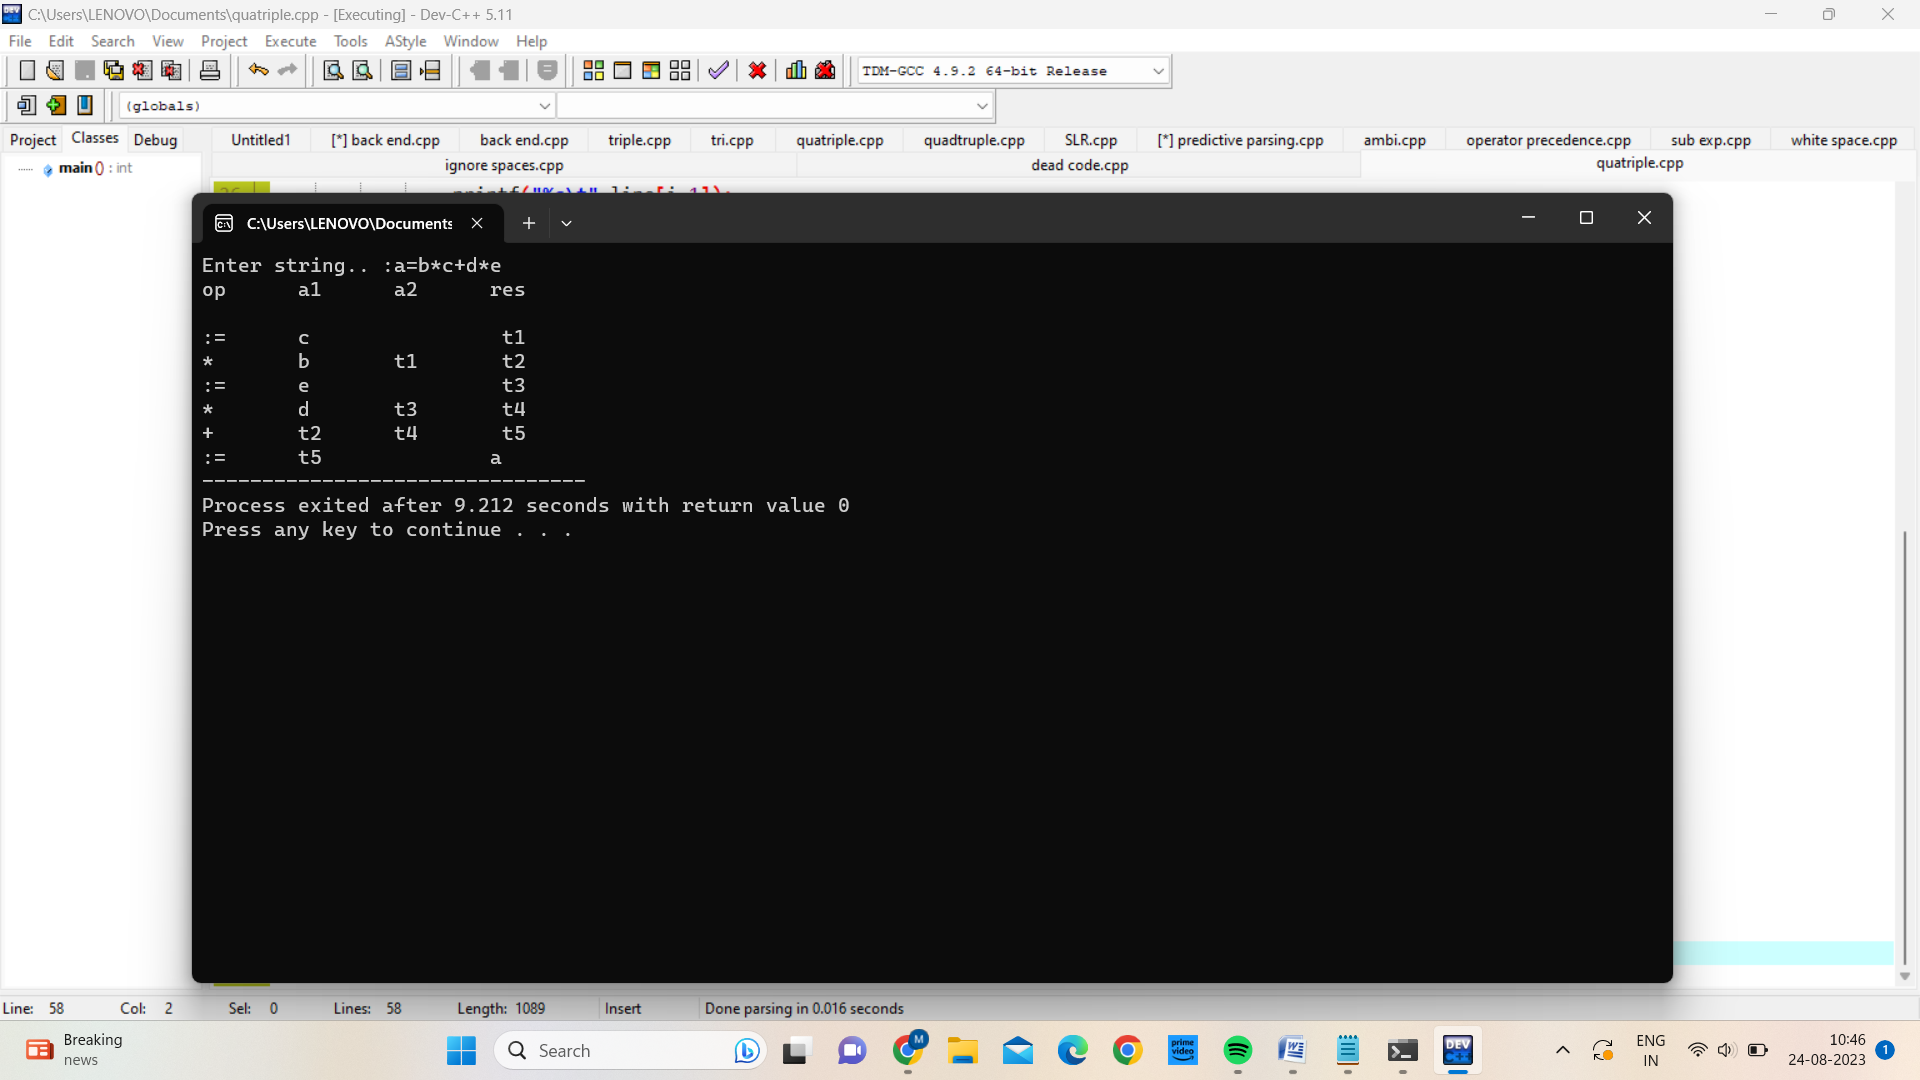 C:\Users\LENOVO\Documents\quatriple.cpp - [Executing] - Dev-C++ 5.11
File Edit Search View Project Execute Tools AStyle Window Help
TDM-GCC 4.9.2 64-bit Release
(globals)
Project Classes Debug Untitled1 [*] back end.cpp back end.cpp triple.cpp tri.cpp quatriple.cpp quadtruple.cpp SLR.cpp [*] predictive parsing.cpp ambi.cpp operator precedence.cpp sub exp.cpp white space.cpp
ignore spaces.cpp dead code.cpp quatriple.cpp
main () : int
C:\Users\LENOVO\Documents
Enter string.. :a=b*c+d*e
op a1 a2 res
:= c t1
* b t1 t2
:= e t3
* d t3 t4
+ t2 t4 t5
:= t5 a
--------------------------------
Process exited after 9.212 seconds with return value 0
Press any key to continue . . .
Line: 58 Col: 2 Sel: 0 Lines: 58 Length: 1089 Insert Done parsing in 0.016 seconds
Breaking
news
Search
M
prime
video
DEV
C++
ENG
IN
10:46
24-08-2023
1